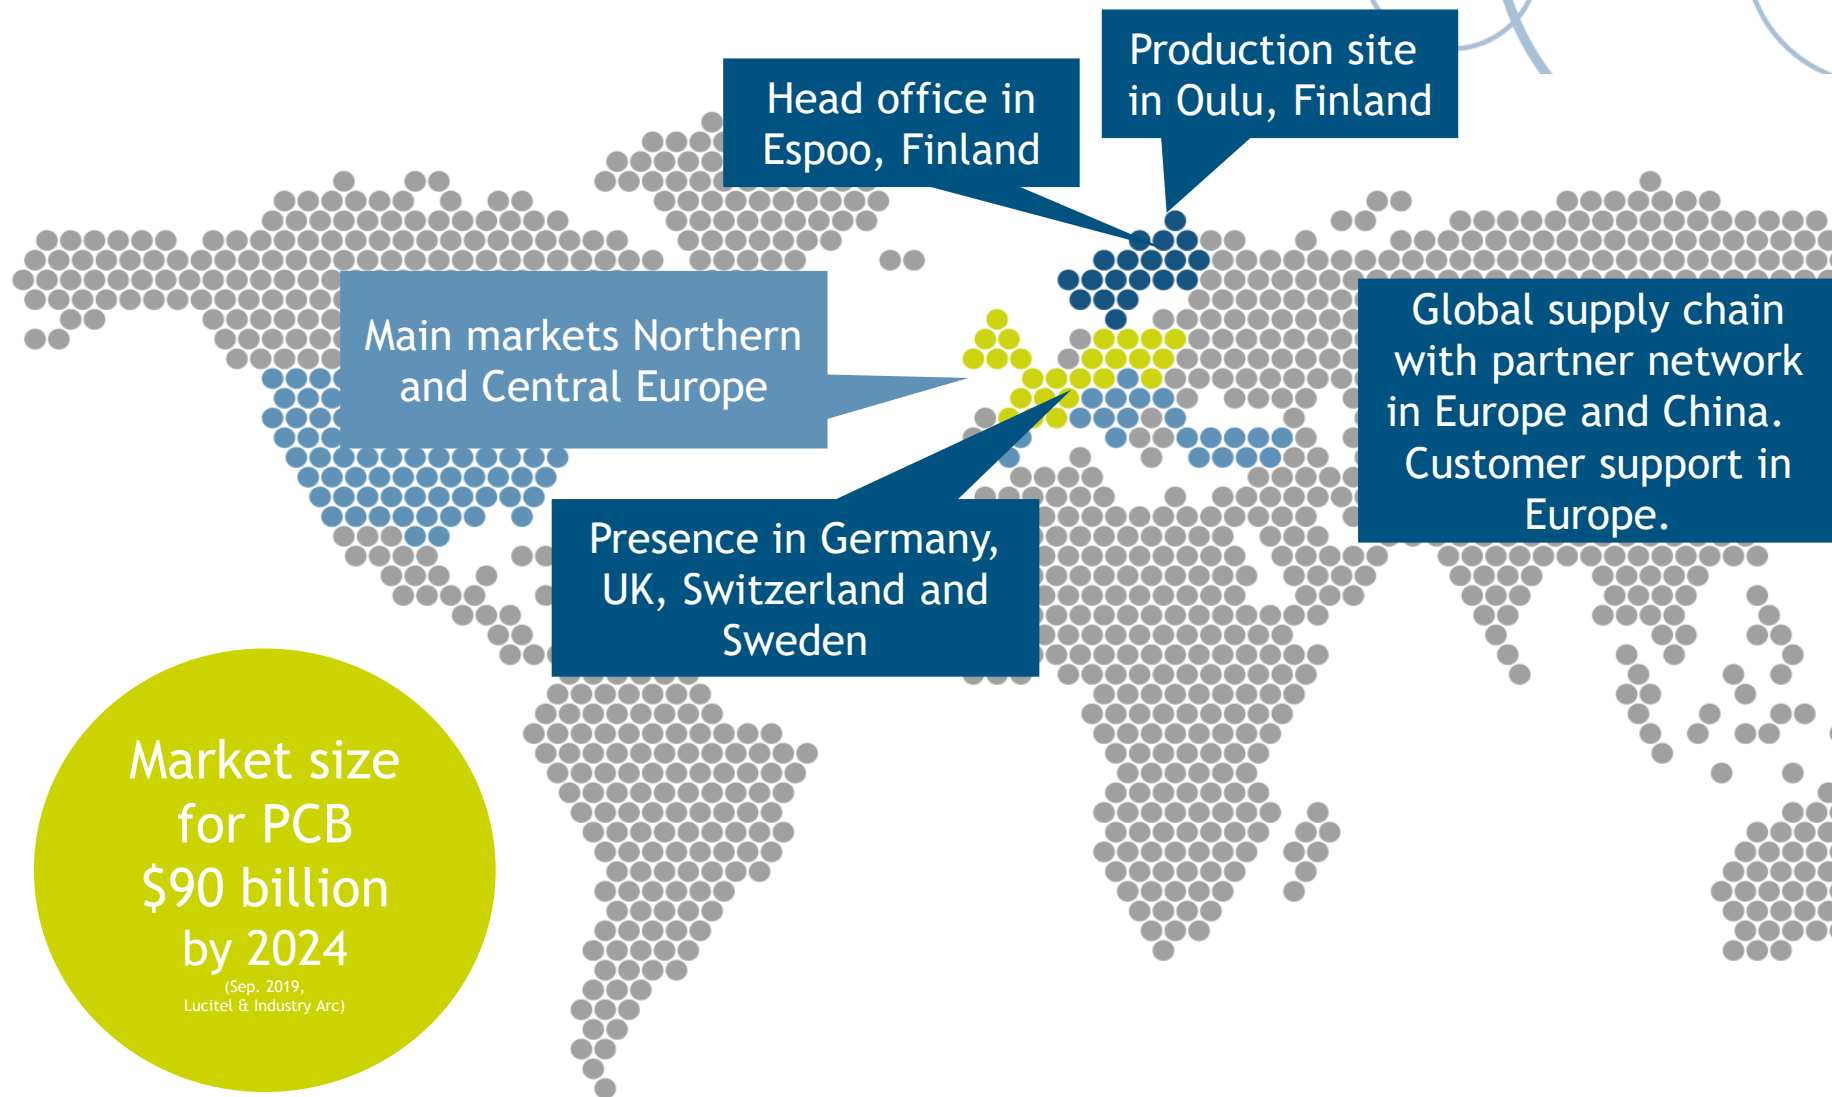 Production site
in Oulu, Finland
Head office in
Espoo, Finland
Main markets Northern
and Central Europe
Global supply chain
with partner network
in Europe and China.
Customer support in
Europe.
Presence in Germany,
UK, Switzerland and
Sweden
Market size
for PCB
$90 billion
by 2024
(Sep. 2019,
Lucitel & Industry Arc)